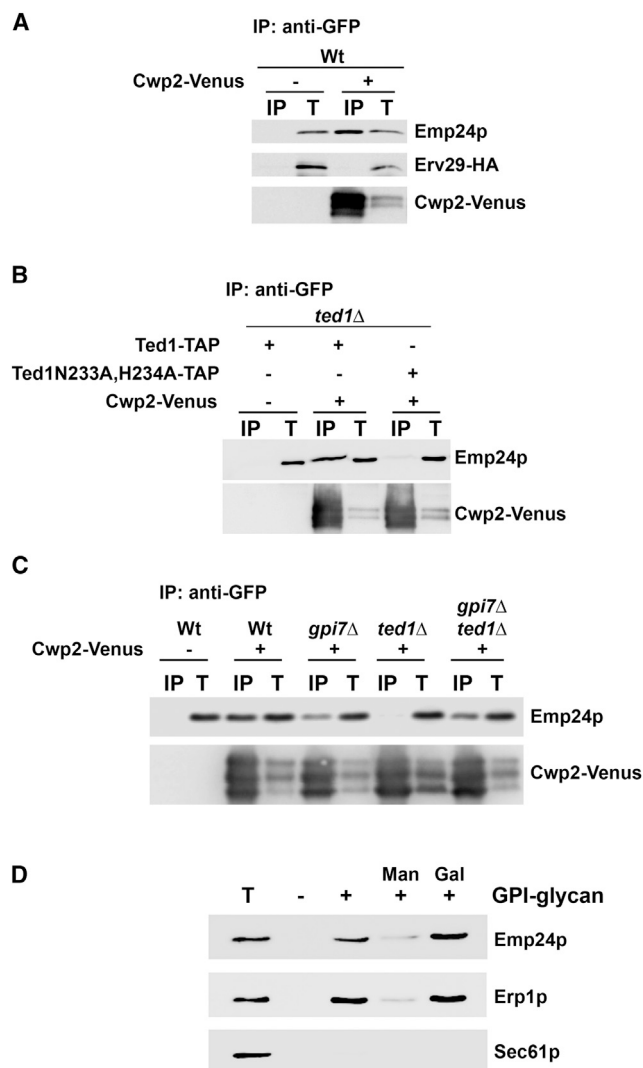 A
IP: anti-GFP
Wt
Cwp2-Venus - +
IP T IP T
Emp24p
Erv29-HA
Cwp2-Venus
B
IP: anti-GFP
ted1Δ
Ted1-TAP + + -
Ted1N233A,H234A-TAP - - +
Cwp2-Venus - + +
IP T IP T IP T
Emp24p
Cwp2-Venus
C
IP: anti-GFP
gpi7Δ
Wt Wt gpi7Δ ted1Δ ted1Δ
Cwp2-Venus - + + + +
IP T IP T IP T IP T IP T
Emp24p
Cwp2-Venus
D
Man Gal
T - + + + GPI-glycan
Emp24p
Erp1p
Sec61p